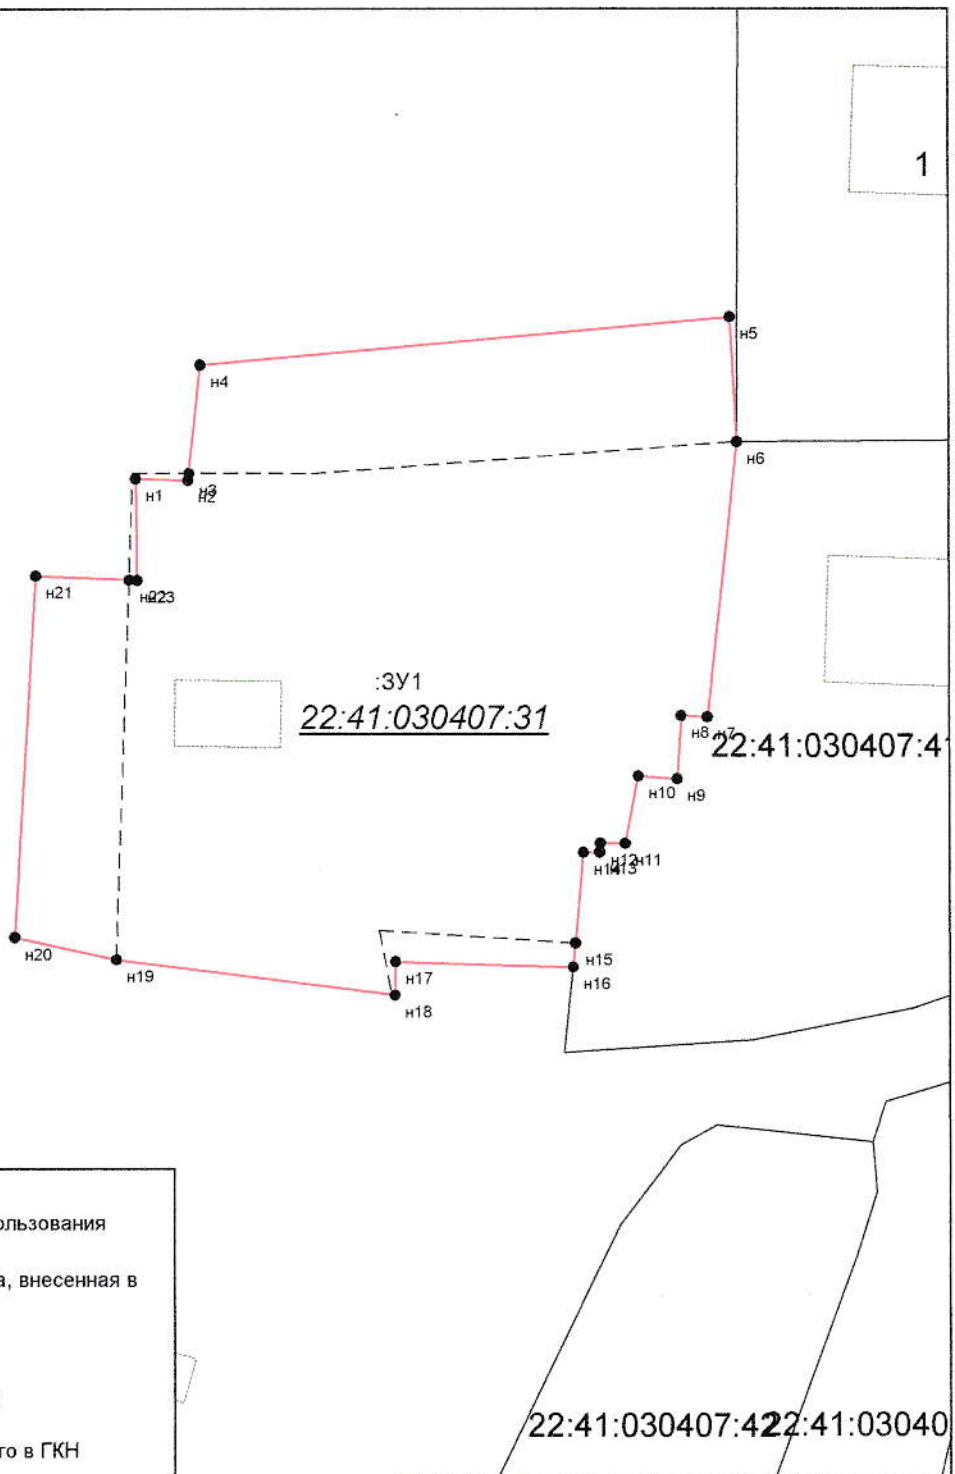 1
н5
н4
н6
н3
н1
н2
н21
н22
н23
:ЗУ1
22:41:030407:31
н8
н7
22:41:030407:41
н10
н9
н12
н11
н14
н13
н15
н20
н19
н17
н16
н18
ользования
а, внесенная в
го в ГКН
22:41:030407:42
22:41:03040